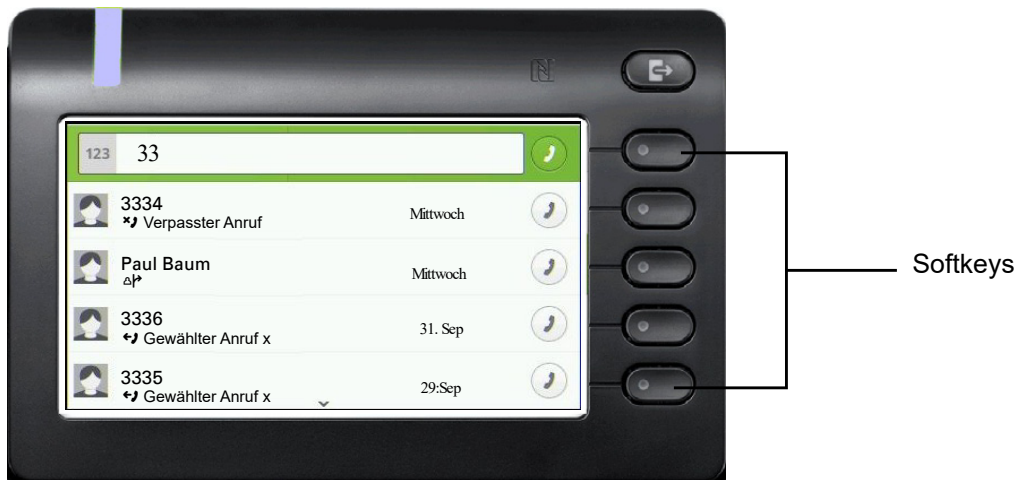 123 33
3334
Verpasster Anruf
Mittwoch
Paul Baum
Mittwoch
3336
Gewählter Anruf x
31. Sep
3335
Gewählter Anruf x
29:Sep
Softkeys